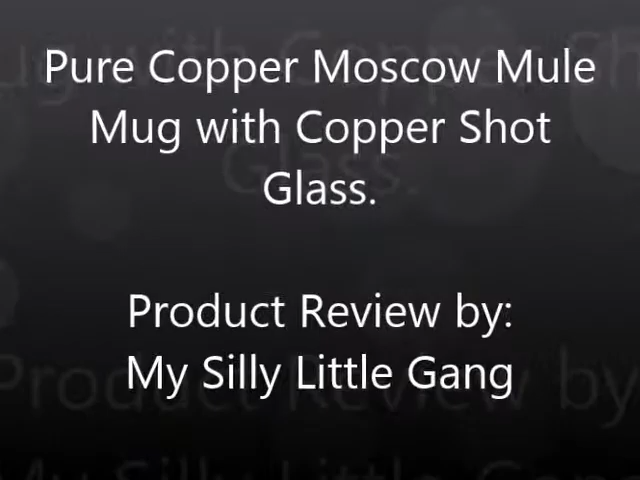 Pure Copper Moscow Mule
Mug with Copper Shot
Glass.
Product Review by:
My Silly Little Gang